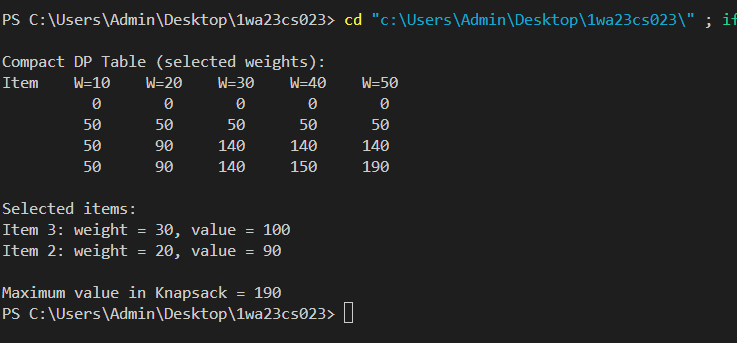 PS C:\Users\Admin\Desktop\1wa23cs023> cd "c:\Users\Admin\Desktop\1wa23cs023\" ; if
Compact DP Table (selected weights):
Item    W=10    W=20    W=30    W=40    W=50
0       0       0       0       0
50      50      50      50      50
50      90      140     140     140
50      90      140     150     190
Selected items:
Item 3: weight = 30, value = 100
Item 2: weight = 20, value = 90
Maximum value in Knapsack = 190
PS C:\Users\Admin\Desktop\1wa23cs023>